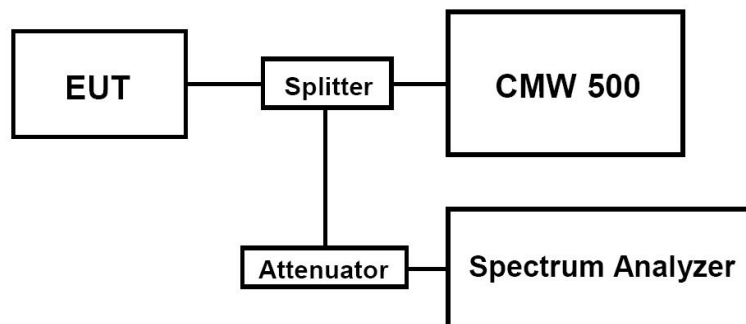 EUT
Splitter
CMW 500
Attenuator
Spectrum Analyzer